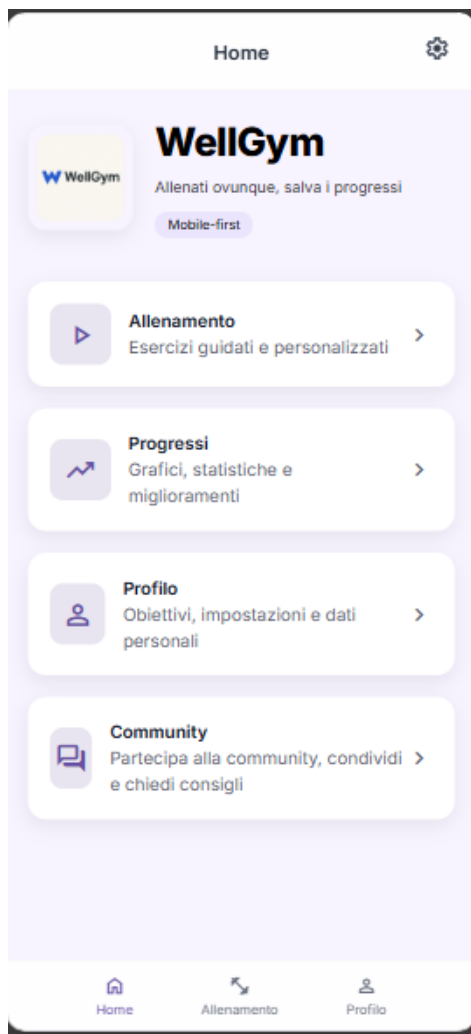 Home
WellGym
WellGym
Allenati ovunque, salva i progressi
Mobile-first
Allenamento
Esercizi guidati e personalizzati
Progressi
Grafici, statistiche e
miglioramenti
Profilo
Obiettivi, impostazioni e dati
personali
Community
Partecipa alla community, condividi
e chiedi consigli
Home
Allenamento
Profilo